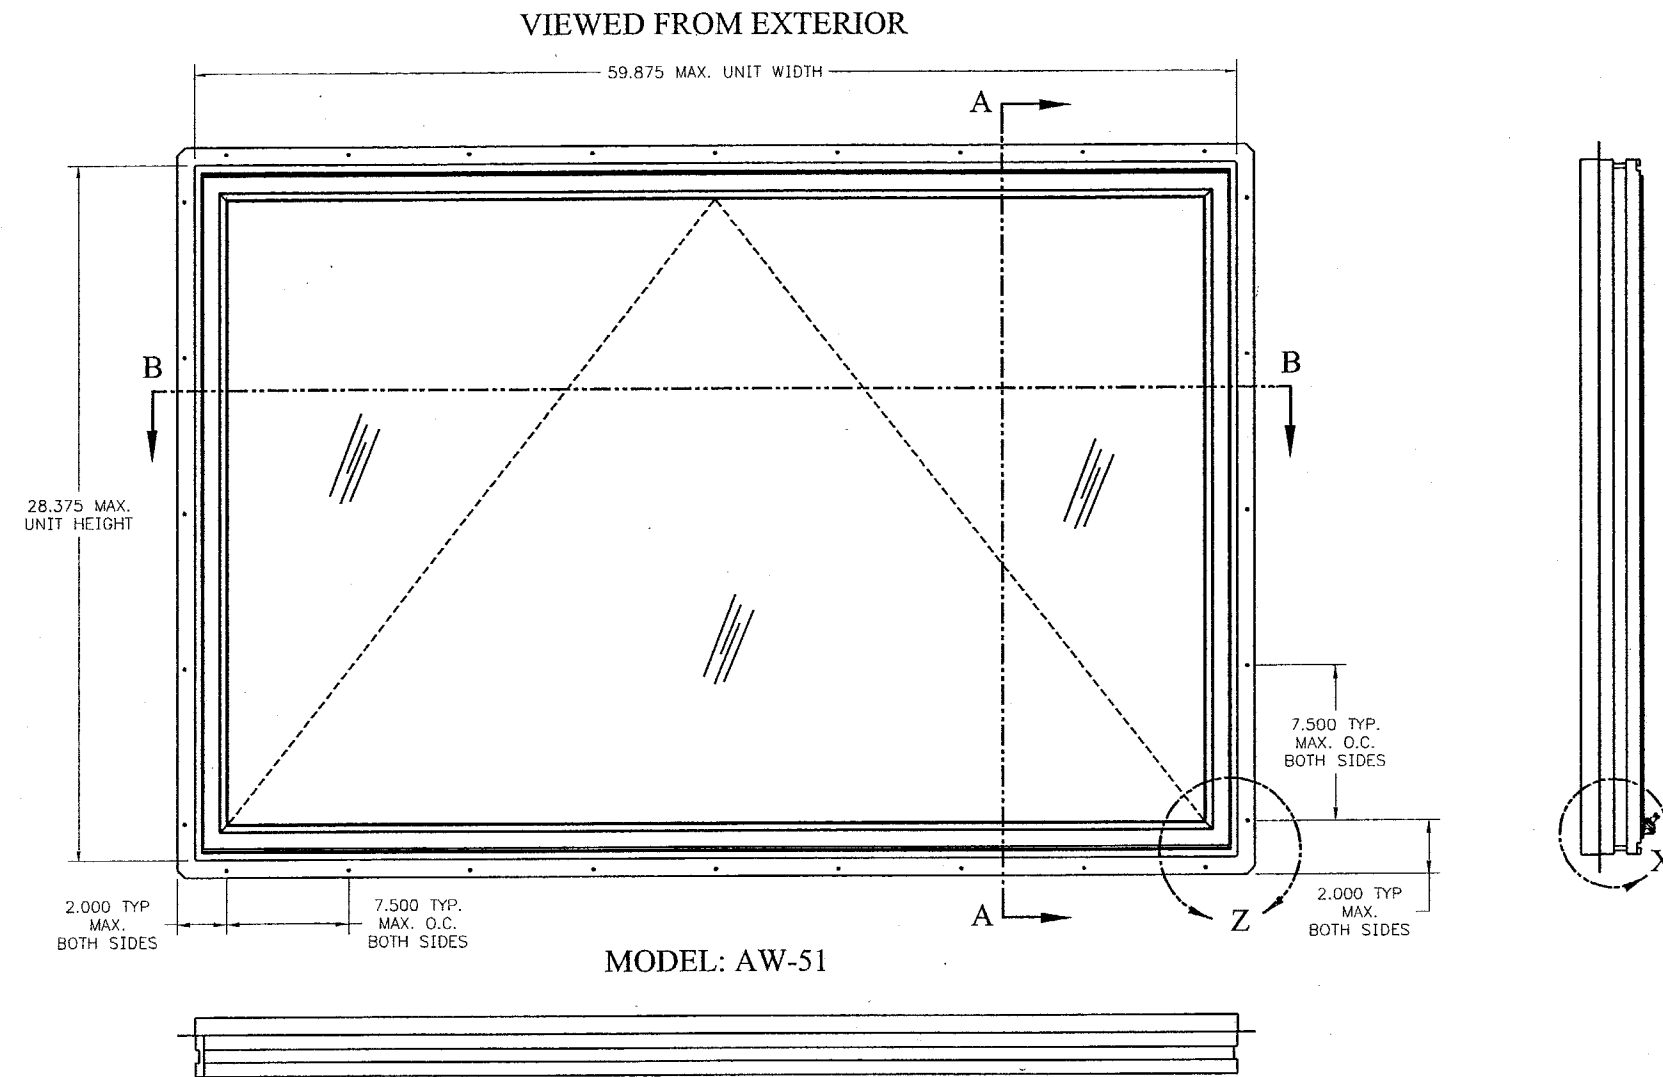 VIEWED FROM EXTERIOR
59.875 MAX. UNIT WIDTH
A
B
B
28.375 MAX.
UNIT HEIGHT
7.500 TYP.
MAX. O.C.
BOTH SIDES
2.000 TYP
MAX.
BOTH SIDES
7.500 TYP.
MAX. O.C.
BOTH SIDES
A
Z
2.000 TYP
MAX.
BOTH SIDES
X
MODEL: AW-51